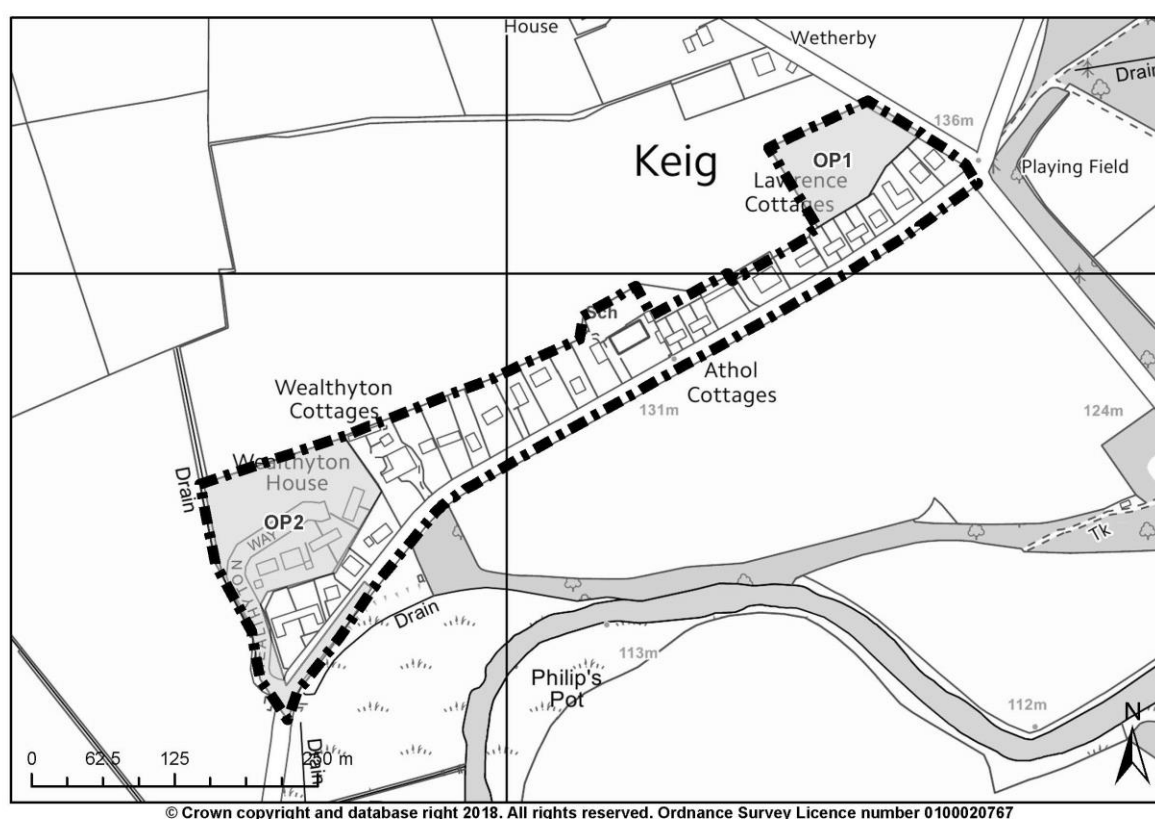 House
Wetherby
Drain
136m
Keig
OP1
Playing Field
Lawrence
Cottages
Sch
Athol
Cottages
131m
124m
Wealthyton
Cottages
Wealthyton
House
Drain
OP2
WAY
Tk
Drain
113m
Philip's
Pot
112m
N
0 62.5 125 250 m
Drain
© Crown copyright and database right 2018. All rights reserved. Ordnance Survey Licence number 0100020767